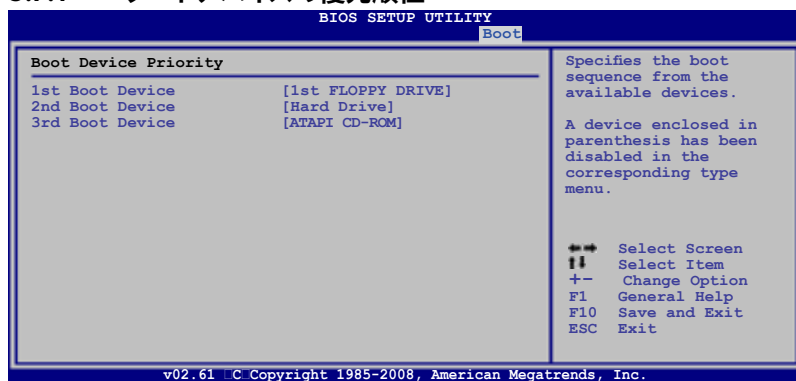 BIOS SETUP UTILITY
Boot
Boot Device Priority
1st Boot Device [1st FLOPPY DRIVE]
2nd Boot Device [Hard Drive]
3rd Boot Device [ATAPI CD-ROM]
Specifies the boot
sequence from the
available devices.
A device enclosed in
parenthesis has been
disabled in the
corresponding type
menu.
←→ Select Screen
↑↓ Select Item
+- Change Option
F1 General Help
F10 Save and Exit
ESC Exit
v02.61 □C□Copyright 1985-2008, American Megatrends, Inc.